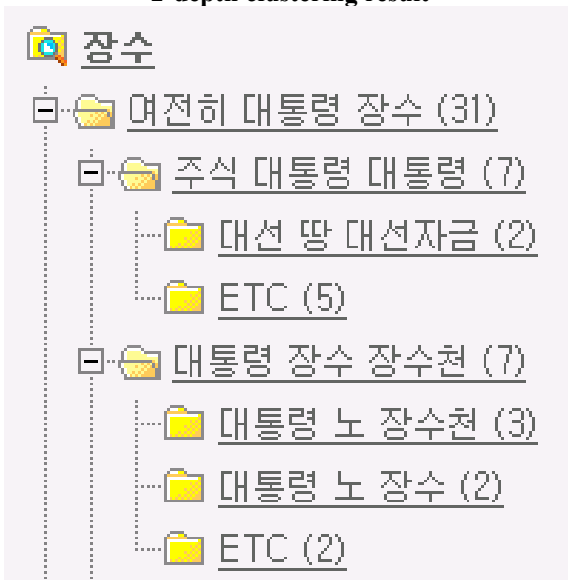 2-depth clustering result
장수
여전히 대통령 장수 (31)
주식 대통령 대통령 (7)
대선 땅 대선자금 (2)
ETC (5)
대통령 장수 장수천 (7)
대통령 노 장수천 (3)
대통령 노 장수 (2)
ETC (2)